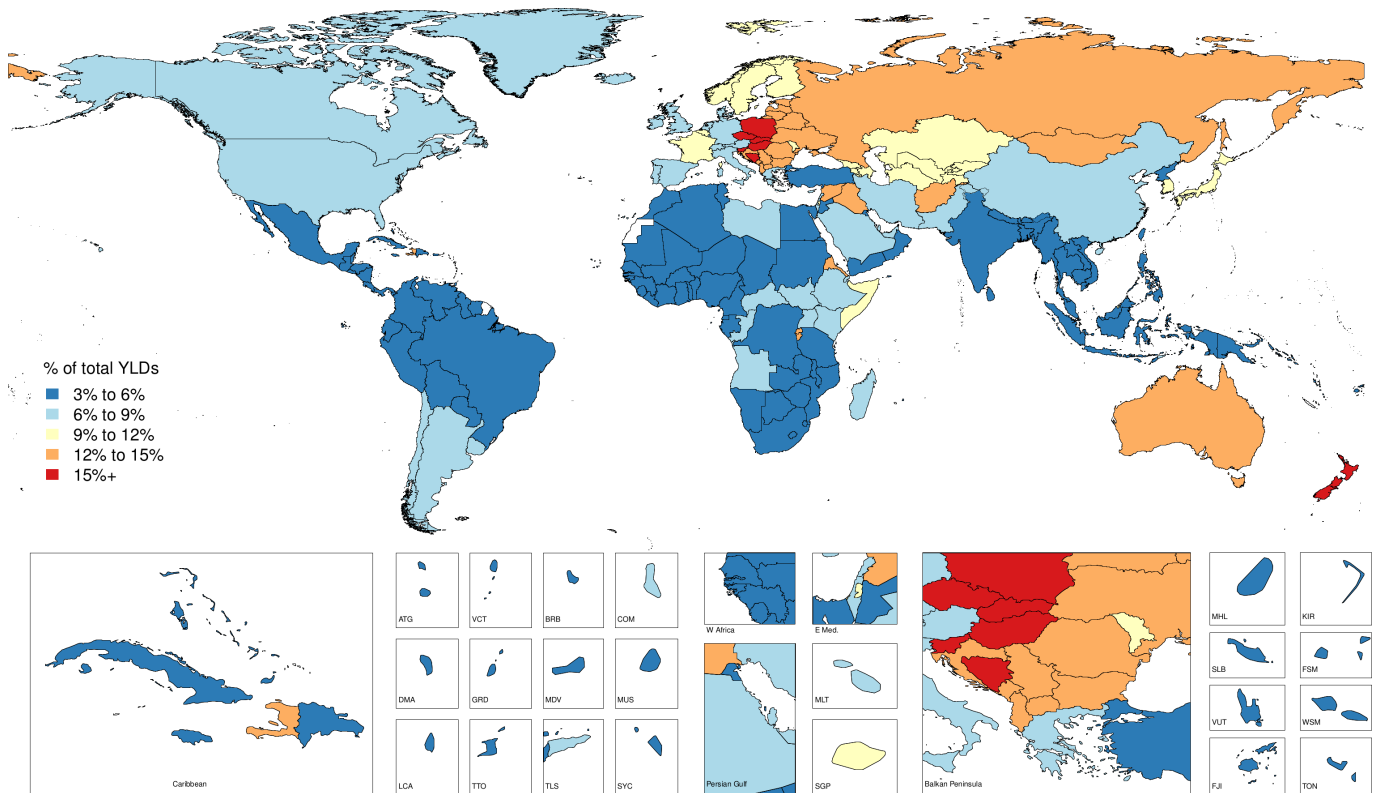 % of total YLDs
3% to 6%
6% to 9%
9% to 12%
12% to 15%
15%+
ATG
VCT
BRB
COM
W Africa
E Med.
MHL
KIR
DMA
GRD
MDV
MUS
MLT
SLB
FSM
VUT
WSM
Caribbean
LCA
TTO
TLS
SYC
Persian Gulf
SGP
Balkan Peninsula
FJI
TON